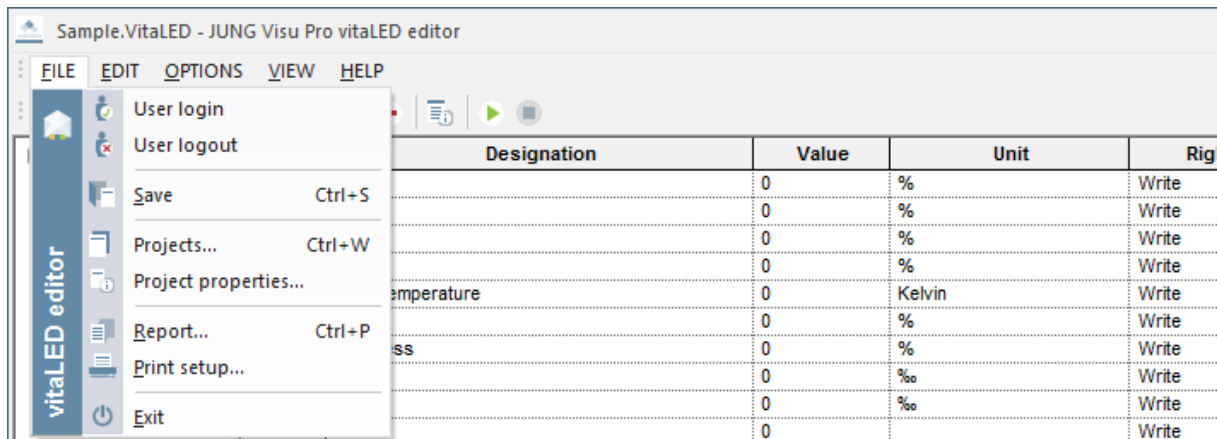 Sample.VitaLED - JUNG Visu Pro vitaLED editor
FILE EDIT OPTIONS VIEW HELP
vitaLED editor
User login
User logout
Save Ctrl+S
Projects... Ctrl+W
Project properties...
Report... Ctrl+P
Print setup...
Exit
Designation Value Unit Rig
0 % Write
0 % Write
0 % Write
0 % Write
emperature 0 Kelvin Write
0 % Write
ess 0 % Write
0 ‰ Write
0 ‰ Write
0 Write